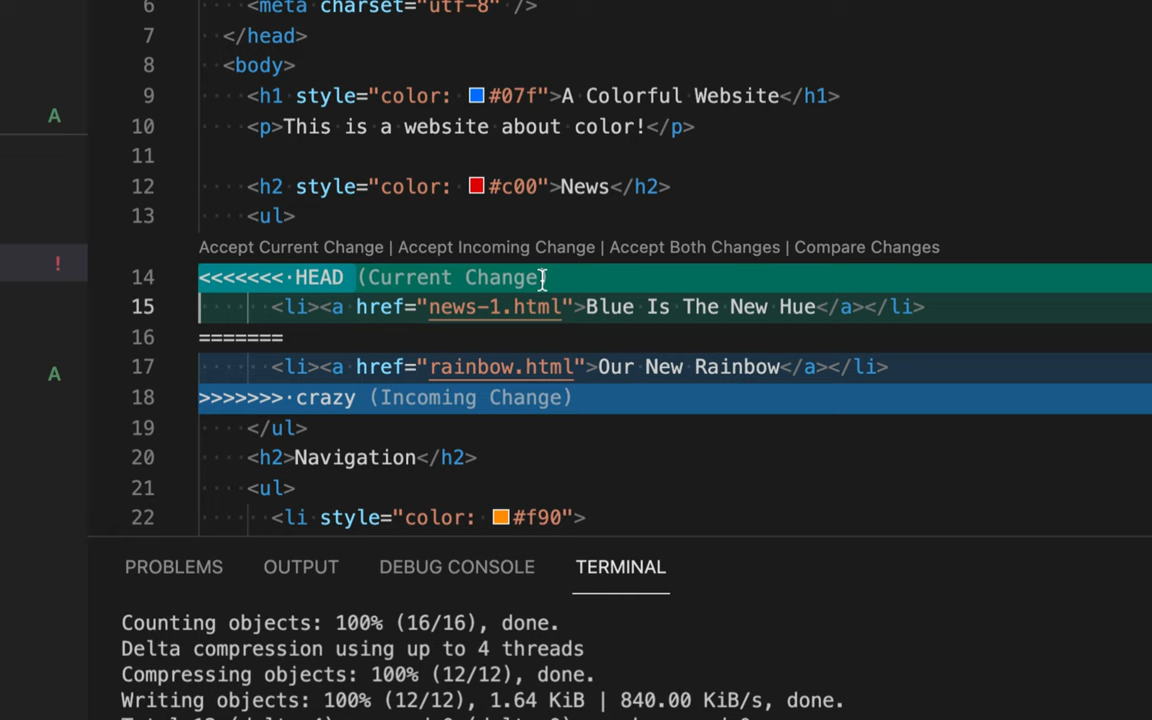 6 <meta charset="utf-8" />
7 </head>
8 <body>
A
9 <h1 style="color: #07f">A Colorful Website</h1>
10 <p>This is a website about color!</p>
11
12 <h2 style="color: #c00">News</h2>
13 <ul>
Accept Current Change | Accept Incoming Change | Accept Both Changes | Compare Changes
!
14 <<<<<<< HEAD (Current Change)
15 <li><a href="news-1.html">Blue Is The New Hue</a></li>
16 =======
17 <li><a href="rainbow.html">Our New Rainbow</a></li>
A
18 >>>>>>> crazy (Incoming Change)
19 </ul>
20 <h2>Navigation</h2>
21 <ul>
22 <li style="color: #f90">
PROBLEMS OUTPUT DEBUG CONSOLE TERMINAL
Counting objects: 100% (16/16), done.
Delta compression using up to 4 threads
Compressing objects: 100% (12/12), done.
Writing objects: 100% (12/12), 1.64 KiB | 840.00 KiB/s, done.